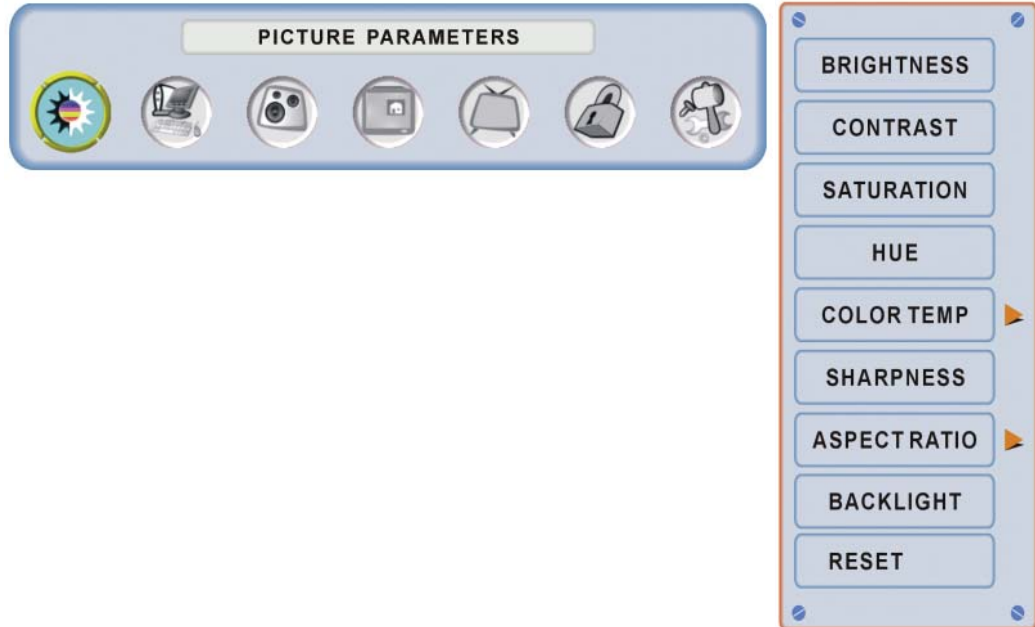 PICTURE PARAMETERS
BRIGHTNESS
CONTRAST
SATURATION
HUE
COLOR TEMP
SHARPNESS
ASPECT RATIO
BACKLIGHT
RESET